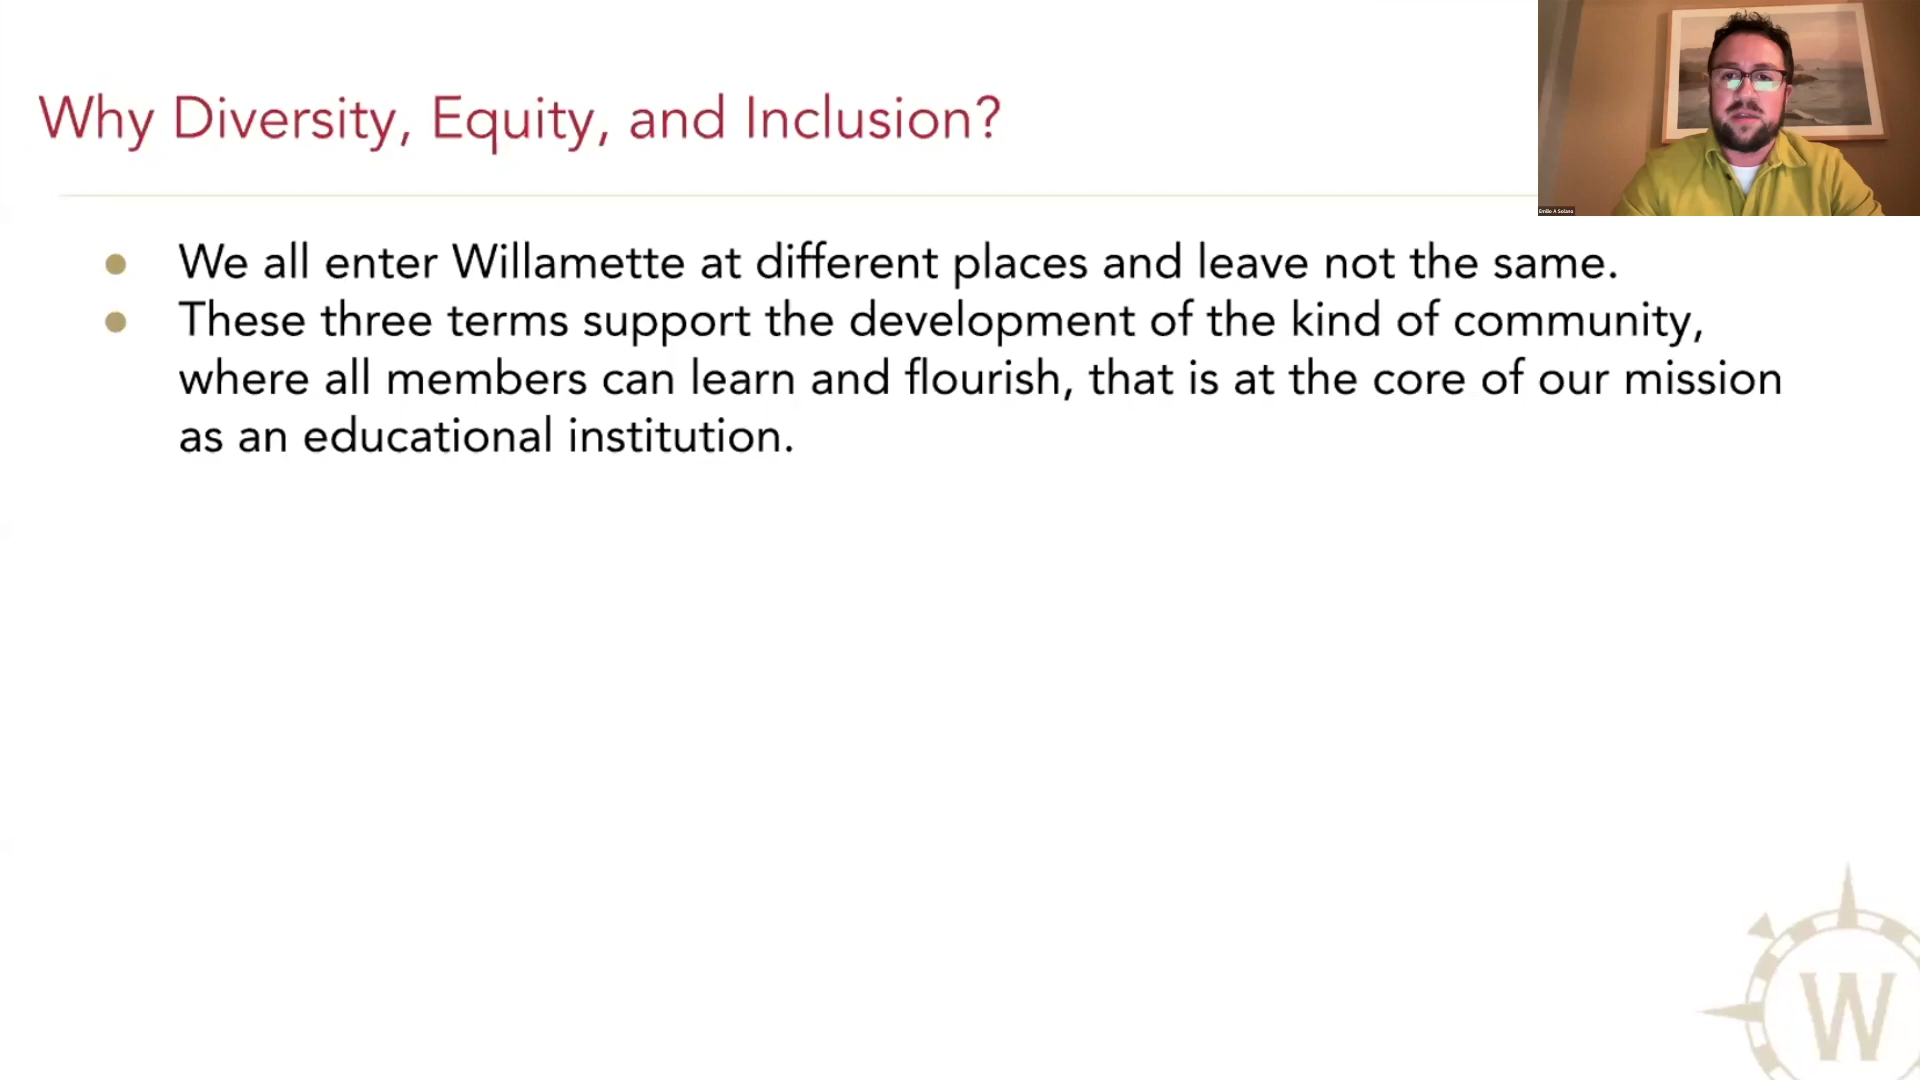 Why Diversity, Equity, and Inclusion?
Emilio A Solano
We all enter Willamette at different places and leave not the same.
These three terms support the development of the kind of community,
where all members can learn and flourish, that is at the core of our mission
as an educational institution.
W